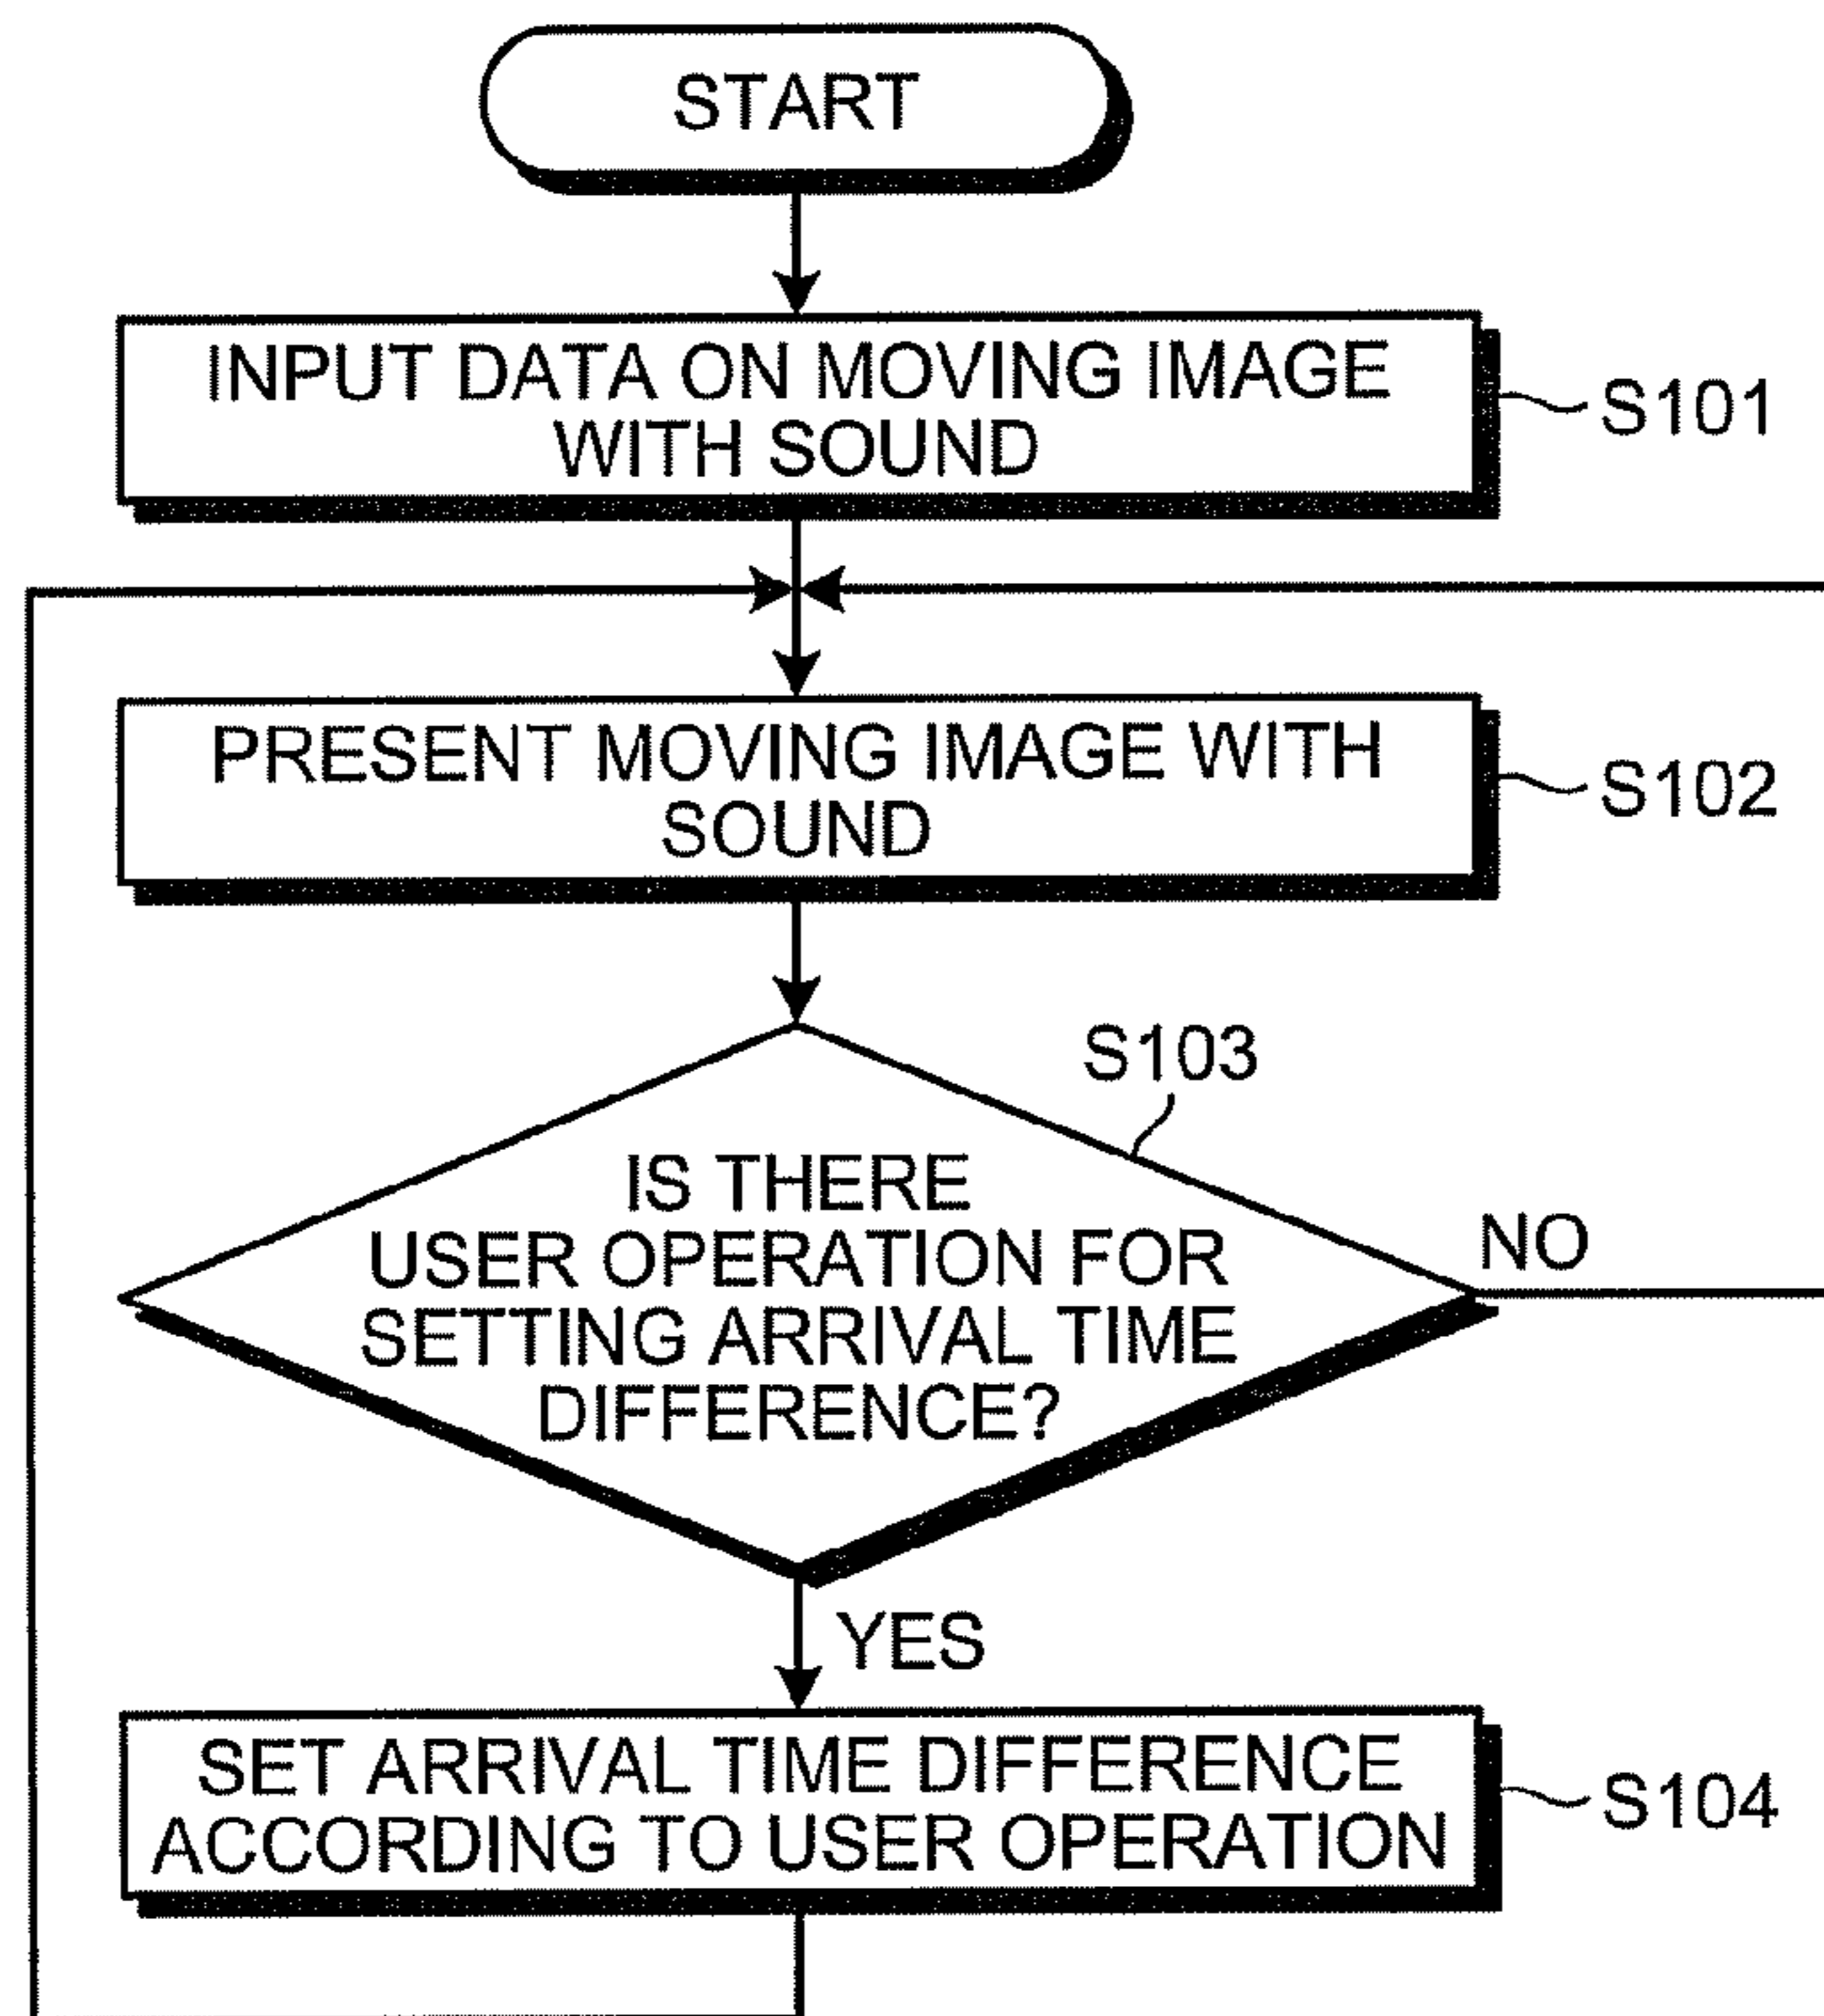 START
INPUT DATA ON MOVING IMAGE
WITH SOUND
S101
PRESENT MOVING IMAGE WITH
SOUND
S102
S103
IS THERE
USER OPERATION FOR
SETTING ARRIVAL TIME
DIFFERENCE?
NO
YES
SET ARRIVAL TIME DIFFERENCE
ACCORDING TO USER OPERATION
S104